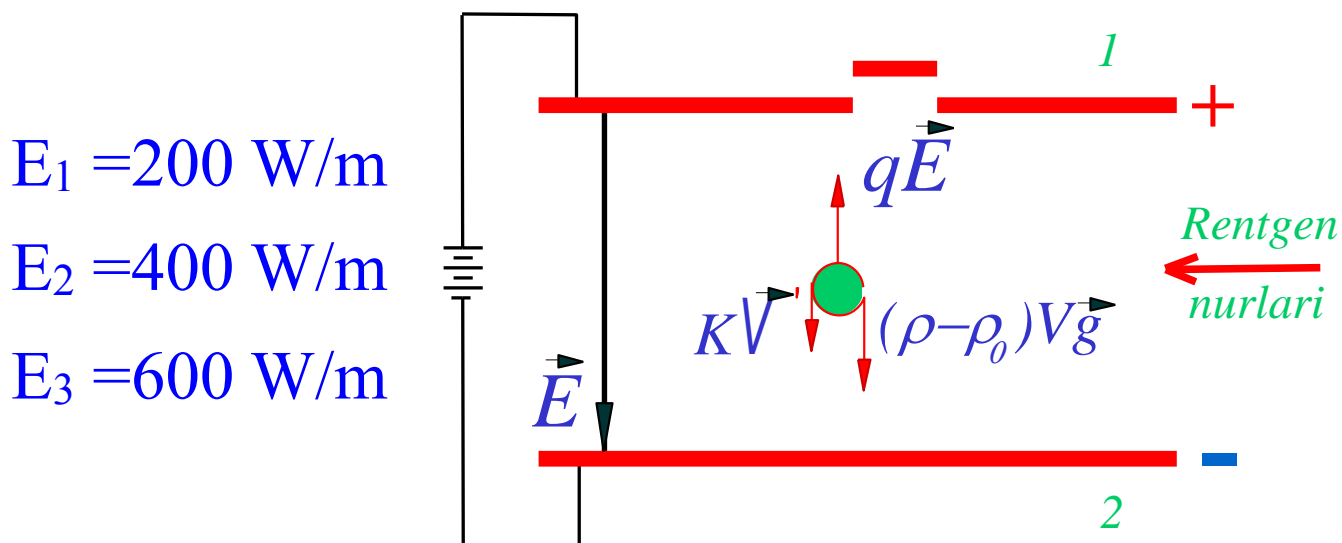 E₁ =200 W/m
E₂ =400 W/m
E₃ =600 W/m
1
+
qE⃗
Rentgen
nurlari
KV⃗'
(ρ−ρ₀)Vg⃗
E⃗
−
2